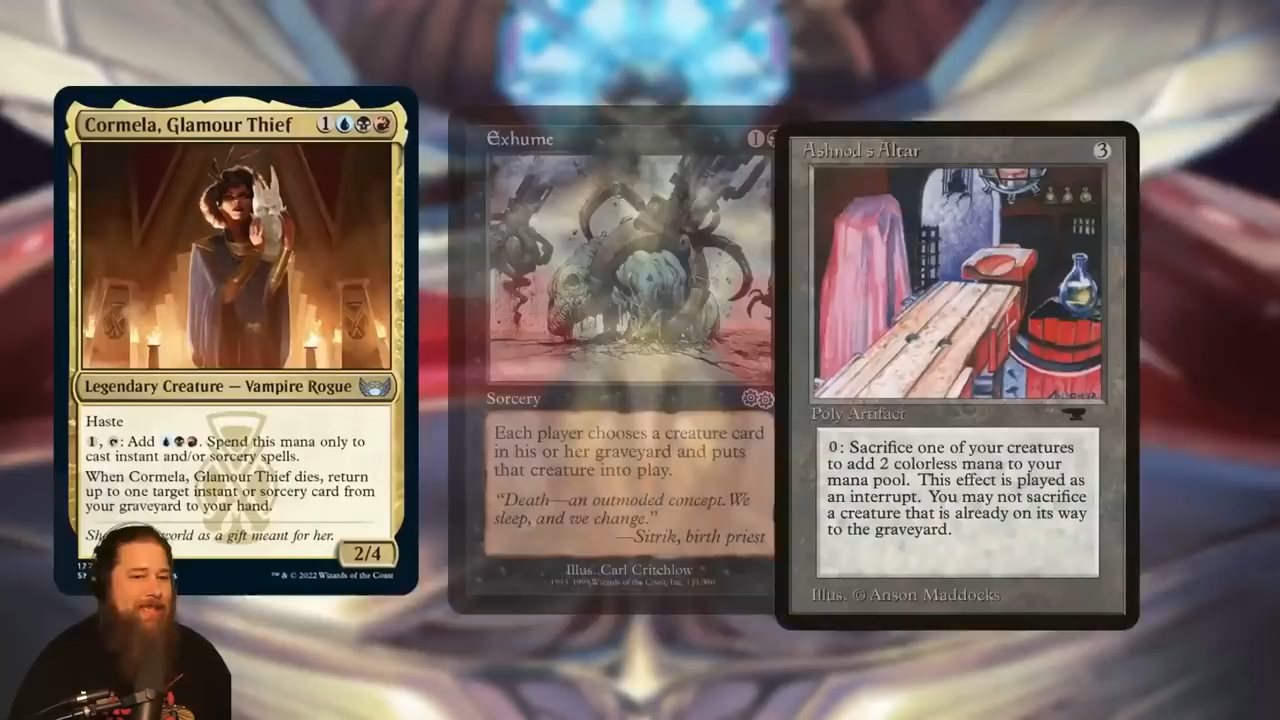 Cormela, Glamour Thief 1
Legendary Creature — Vampire Rogue
Haste
1, : Add . Spend this mana only to
cast instant and/or sorcery spells.
When Cormela, Glamour Thief dies, return
up to one target instant or sorcery card from
your graveyard to your hand.
world as a gift meant for her.
2/4
™ & © 2022 Wizards of the Coast
Exhume 1
Sorcery
Each player chooses a creature card
in his or her graveyard and puts
that creature into play.
“Death—an outmoded concept. We
sleep, and we change.”
—Sitrik, birth priest
Illus. Carl Critchlow
Ashnod's Altar 3
Poly Artifact
0: Sacrifice one of your creatures
to add 2 colorless mana to your
mana pool. This effect is played as
an interrupt. You may not sacrifice
a creature that is already on its way
to the graveyard.
Illus. © Anson Maddocks